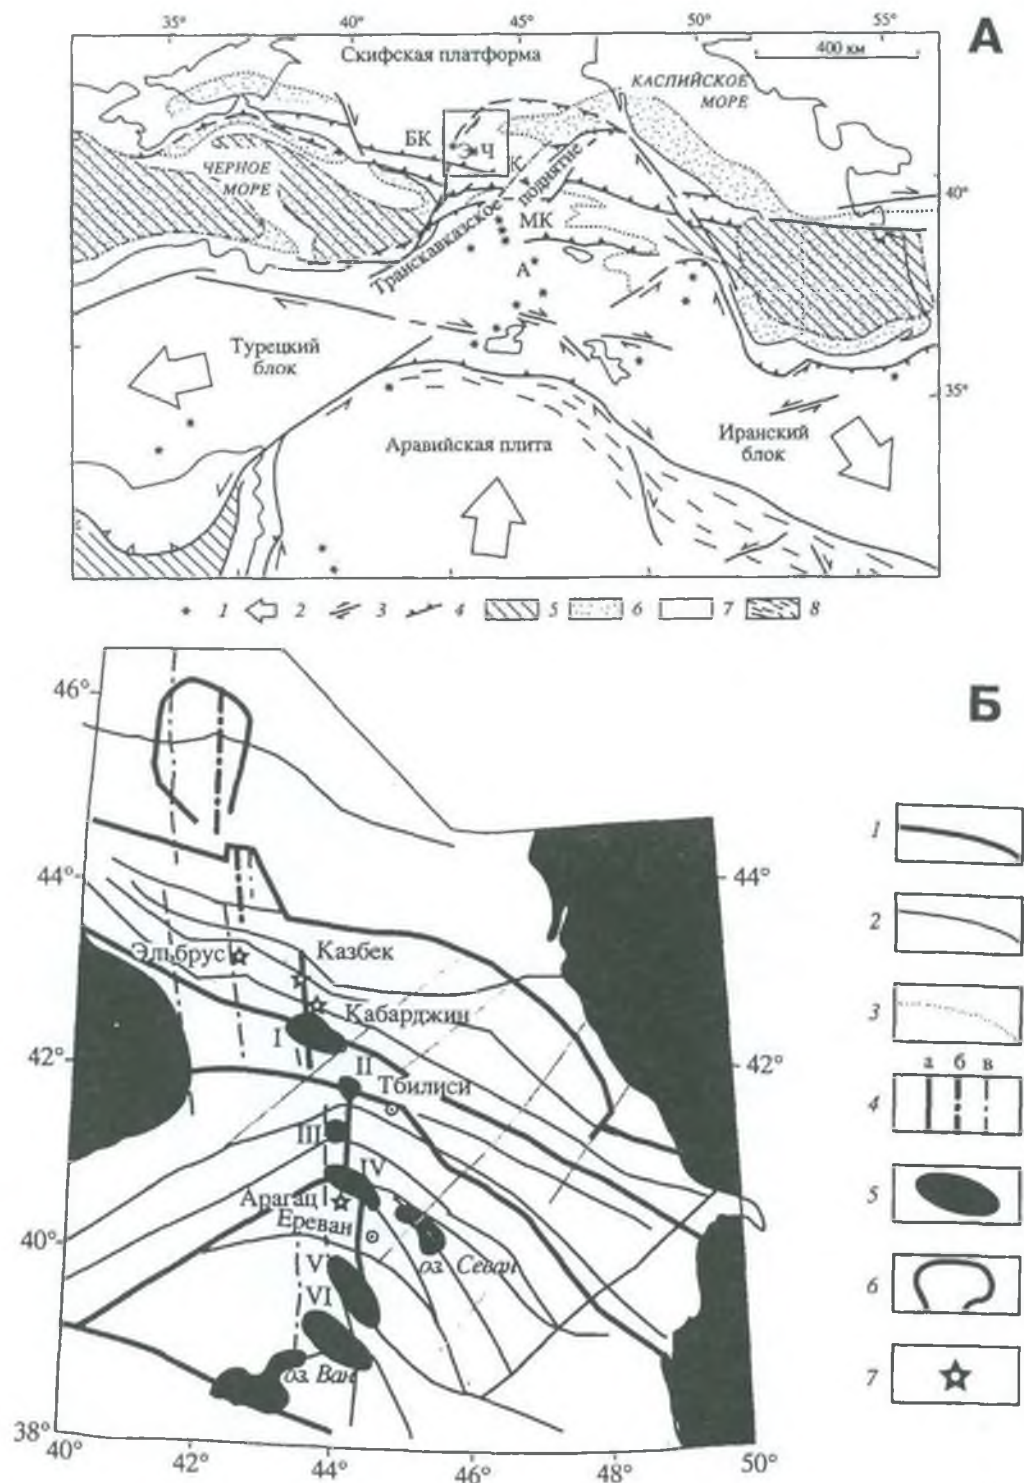 35° 40° 45° 50° 55°
А
Скифская платформа
400 км
КАСПИЙСКОЕ
МОРЕ
БК
Э Ч
К
ЧЕРНОЕ
МОРЕ
40°
Транскавказское
поднятие
МК
А
Турецкий
блок
35°
Аравийская плита
Иранский
блок
1 2 3 4 5 6 7 8
Б
46°
1
44°
44°
2
Эльбрус
Казбек
Кабарджин
3
I
42°
II
42°
Тбилиси
а б в
4
III
IV
Арагац
5
Ереван
40°
оз. Севан
V
6
VI
оз. Ван
7
38°
40° 42° 44° 46° 48° 50°